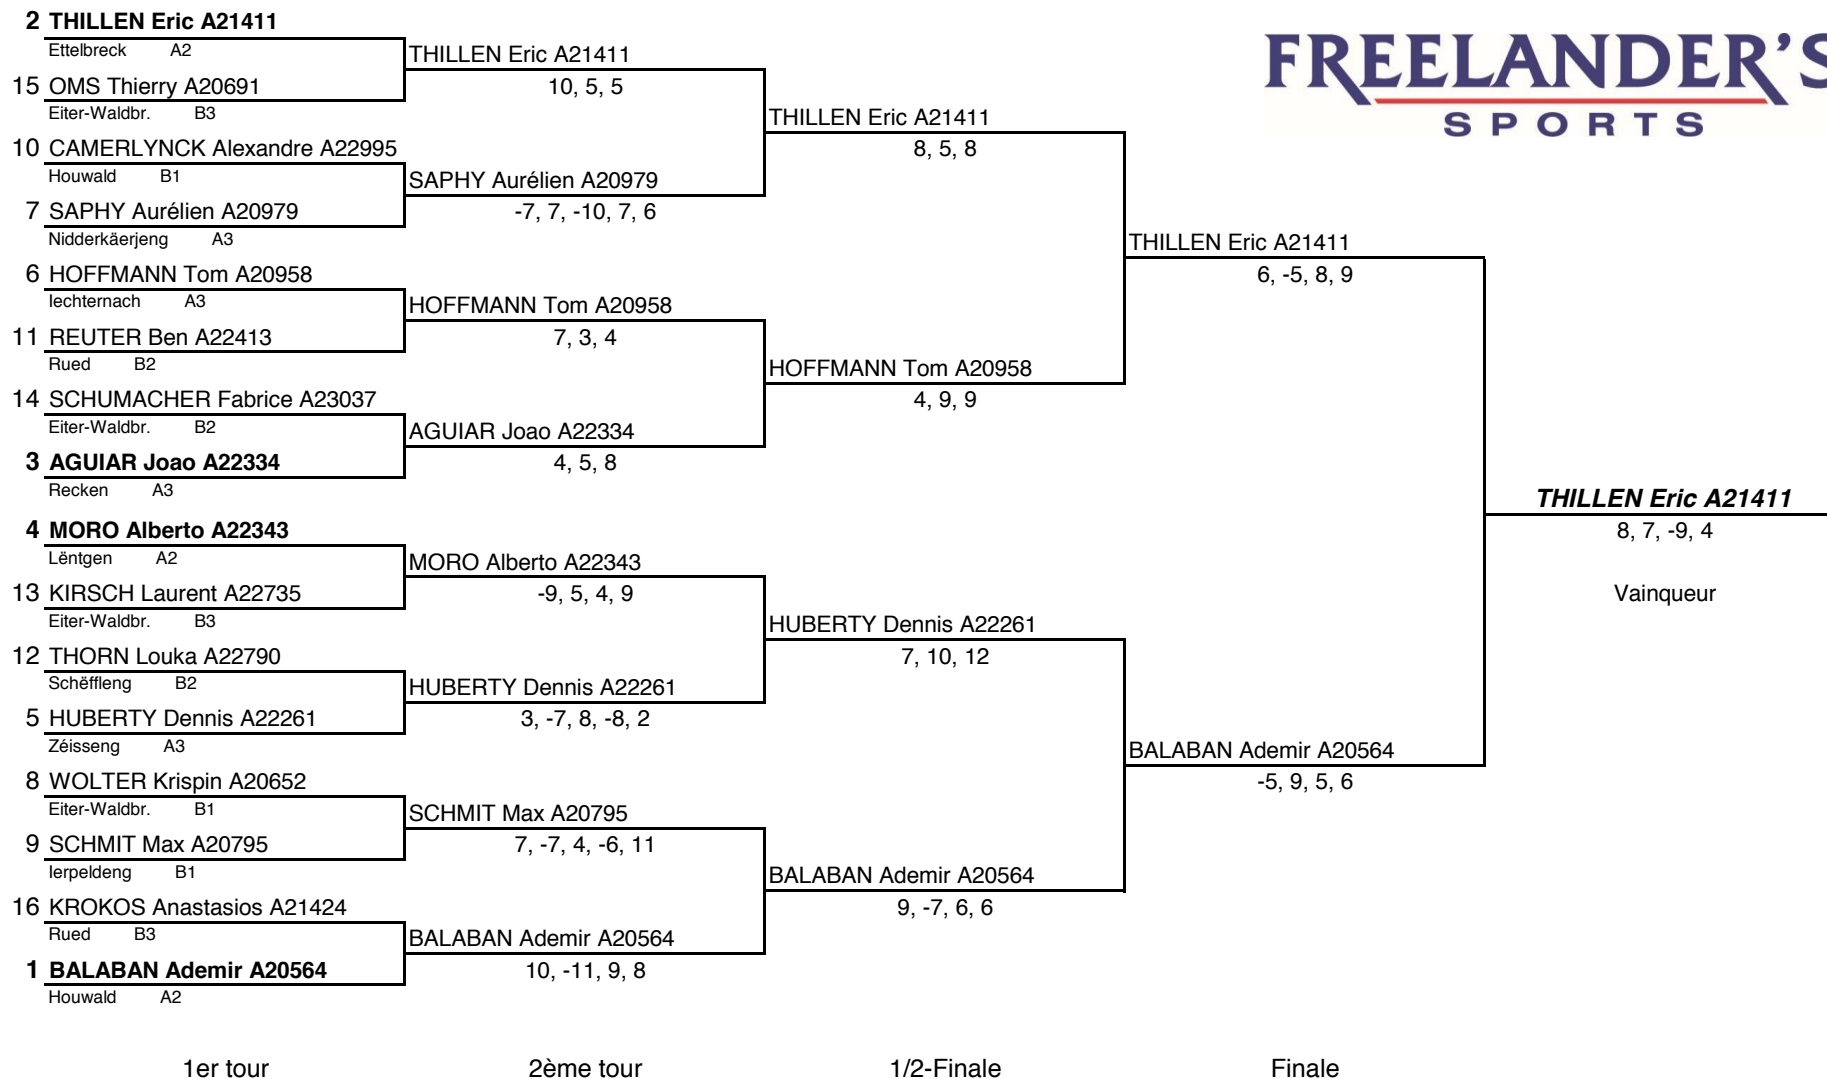 2 THILLEN Eric A21411
Ettelbreck A2
15 OMS Thierry A20691
Eiter-Waldbr. B3
10 CAMERLYNCK Alexandre A22995
Houwald B1
7 SAPHY Aurélien A20979
Nidderkäerjeng A3
6 HOFFMANN Tom A20958
Iechternach A3
11 REUTER Ben A22413
Rued B2
14 SCHUMACHER Fabrice A23037
Eiter-Waldbr. B2
3 AGUIAR Joao A22334
Recken A3
4 MORO Alberto A22343
Lëntgen A2
13 KIRSCH Laurent A22735
Eiter-Waldbr. B3
12 THORN Louka A22790
Schëffleng B2
5 HUBERTY Dennis A22261
Zéisseng A3
8 WOLTER Krispin A20652
Eiter-Waldbr. B1
9 SCHMIT Max A20795
Ierpeldeng B1
16 KROKOS Anastasios A21424
Rued B3
1 BALABAN Ademir A20564
Houwald A2
1er tour
THILLEN Eric A21411
10, 5, 5
SAPHY Aurélien A20979
-7, 7, -10, 7, 6
HOFFMANN Tom A20958
7, 3, 4
AGUIAR Joao A22334
4, 5, 8
MORO Alberto A22343
-9, 5, 4, 9
HUBERTY Dennis A22261
3, -7, 8, -8, 2
SCHMIT Max A20795
7, -7, 4, -6, 11
BALABAN Ademir A20564
10, -11, 9, 8
2ème tour
THILLEN Eric A21411
8, 5, 8
HOFFMANN Tom A20958
4, 9, 9
HUBERTY Dennis A22261
7, 10, 12
BALABAN Ademir A20564
9, -7, 6, 6
1/2-Finale
THILLEN Eric A21411
6, -5, 8, 9
BALABAN Ademir A20564
-5, 9, 5, 6
Finale
FREELANDER'S
SPORTS
THILLEN Eric A21411
8, 7, -9, 4
Vainqueur